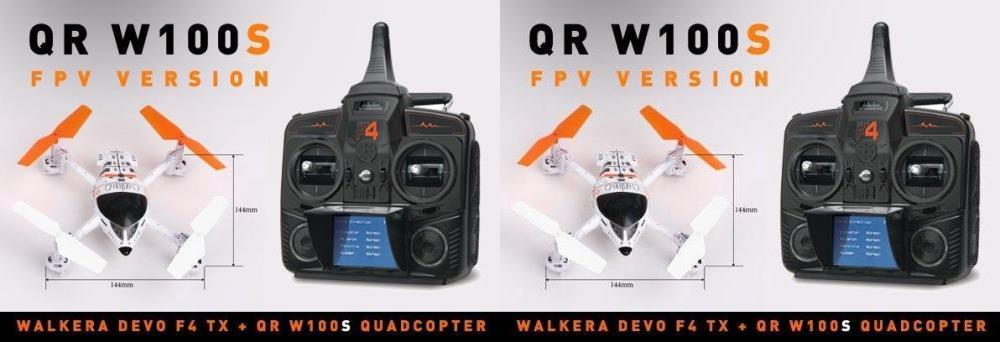 QR W100S
FPV VERSION
4
144mm
144mm
WALKERA DEVO F4 TX + QR W100S QUADCOPTER
QR W100S
FPV VERSION
4
144mm
144mm
WALKERA DEVO F4 TX + QR W100S QUADCOPTER